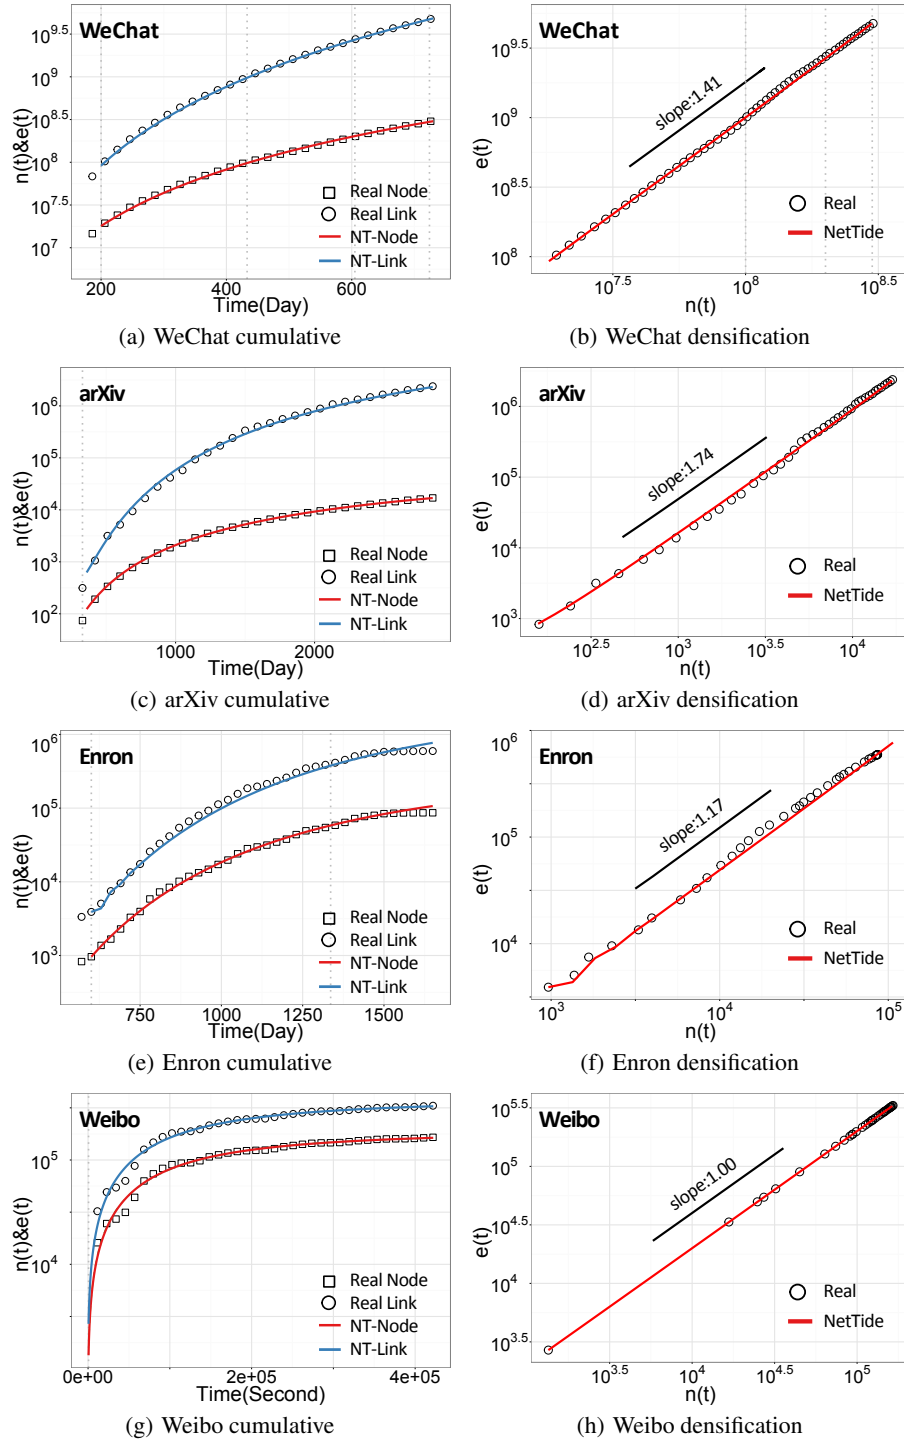 WeChat
n(t)&e(t)
10^9.5
10^9
10^8.5
10^8
10^7.5
10^7
Real Node
Real Link
NT-Node
NT-Link
200
400
600
Time(Day)
(a) WeChat cumulative
WeChat
e(t)
10^9.5
10^9
10^8.5
10^8
slope:1.41
Real
NetTide
10^7.5
10^8
10^8.5
n(t)
(b) WeChat densification
arXiv
n(t)&e(t)
10^6
10^5
10^4
10^3
10^2
Real Node
Real Link
NT-Node
NT-Link
1000
2000
Time(Day)
(c) arXiv cumulative
arXiv
e(t)
10^6
10^5
10^4
10^3
slope:1.74
Real
NetTide
10^2.5
10^3
10^3.5
10^4
n(t)
(d) arXiv densification
Enron
n(t)&e(t)
10^6
10^5
10^4
10^3
Real Node
Real Link
NT-Node
NT-Link
750
1000
1250
1500
Time(Day)
(e) Enron cumulative
Enron
e(t)
10^6
10^5
10^4
slope:1.17
Real
NetTide
10^3
10^4
10^5
n(t)
(f) Enron densification
Weibo
n(t)&e(t)
10^5
10^4
Real Node
Real Link
NT-Node
NT-Link
0e+00
2e+05
4e+05
Time(Second)
(g) Weibo cumulative
Weibo
e(t)
10^5.5
10^5
10^4.5
10^4
10^3.5
slope:1.00
Real
NetTide
10^3.5
10^4
10^4.5
10^5
n(t)
(h) Weibo densification